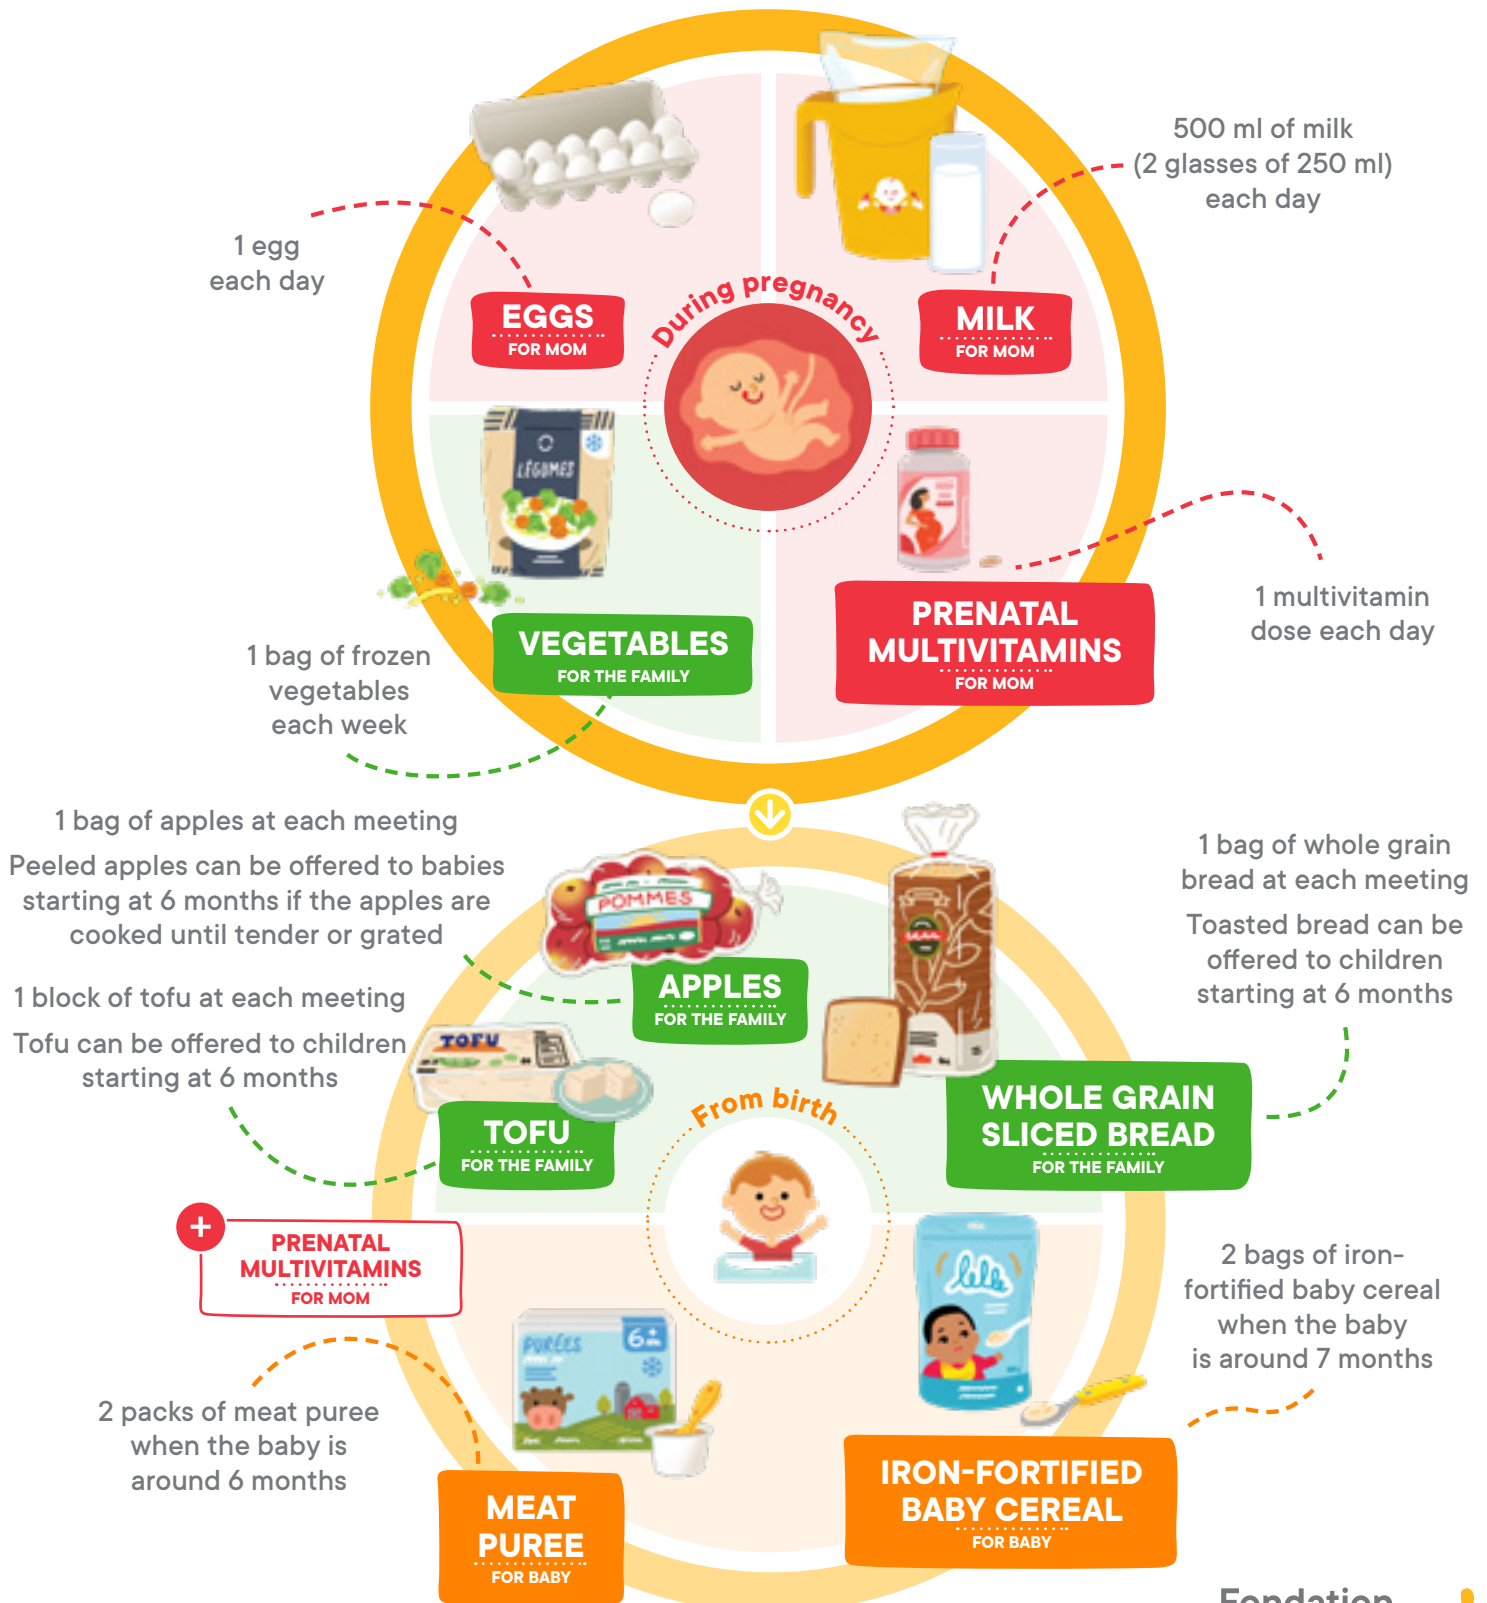 500 ml of milk
(2 glasses of 250 ml)
each day
1 egg
each day
During pregnancy
EGGS
FOR MOM
MILK
FOR MOM
LÉGUMES
PRENATAL
MULTIVITAMINS
FOR MOM
1 multivitamin
dose each day
VEGETABLES
FOR THE FAMILY
1 bag of frozen
vegetables
each week
1 bag of apples at each meeting
Peeled apples can be offered to babies
starting at 6 months if the apples are
cooked until tender or grated
POMMES
APPLES
FOR THE FAMILY
1 bag of whole grain
bread at each meeting
Toasted bread can be
offered to children
starting at 6 months
1 block of tofu at each meeting
Tofu can be offered to children
starting at 6 months
TOFU
TOFU
FOR THE FAMILY
From birth
WHOLE GRAIN
SLICED BREAD
FOR THE FAMILY
+
PRENATAL
MULTIVITAMINS
FOR MOM
2 bags of iron-
fortified baby cereal
when the baby
is around 7 months
PURÉES
6+
2 packs of meat puree
when the baby is
around 6 months
MEAT
PUREE
FOR BABY
IRON-FORTIFIED
BABY CEREAL
FOR BABY
Fondation